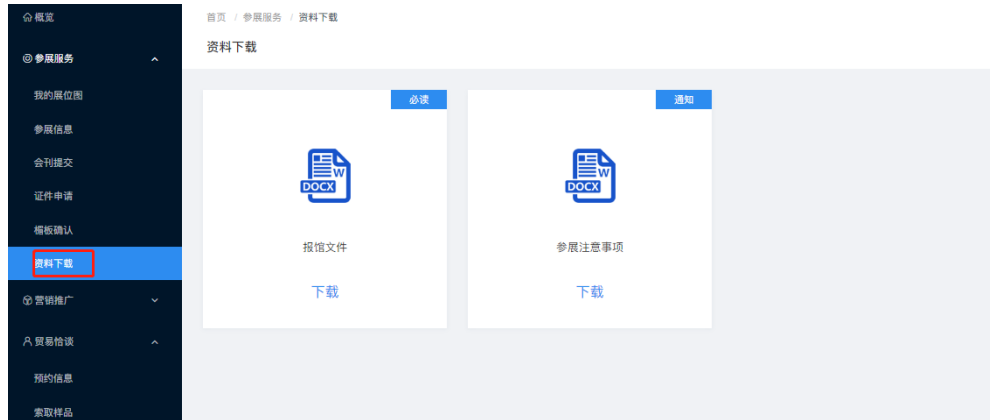 概览
参展服务
我的展位图
参展信息
会刊提交
证件申请
楣板确认
资料下载
营销推广
贸易恰谈
预约信息
索取样品
首页 / 参展服务 / 资料下载
资料下载
必读
W
DOCX
报馆文件
下载
通知
W
DOCX
参展注意事项
下载